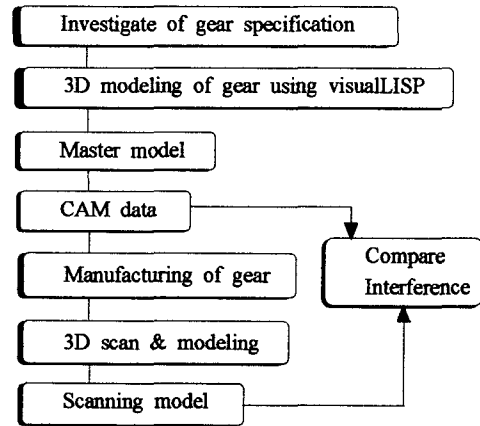 Investigate of gear specification
3D modeling of gear using visualLISP
Master model
CAM data
Compare
Interference
Manufacturing of gear
3D scan & modeling
Scanning model